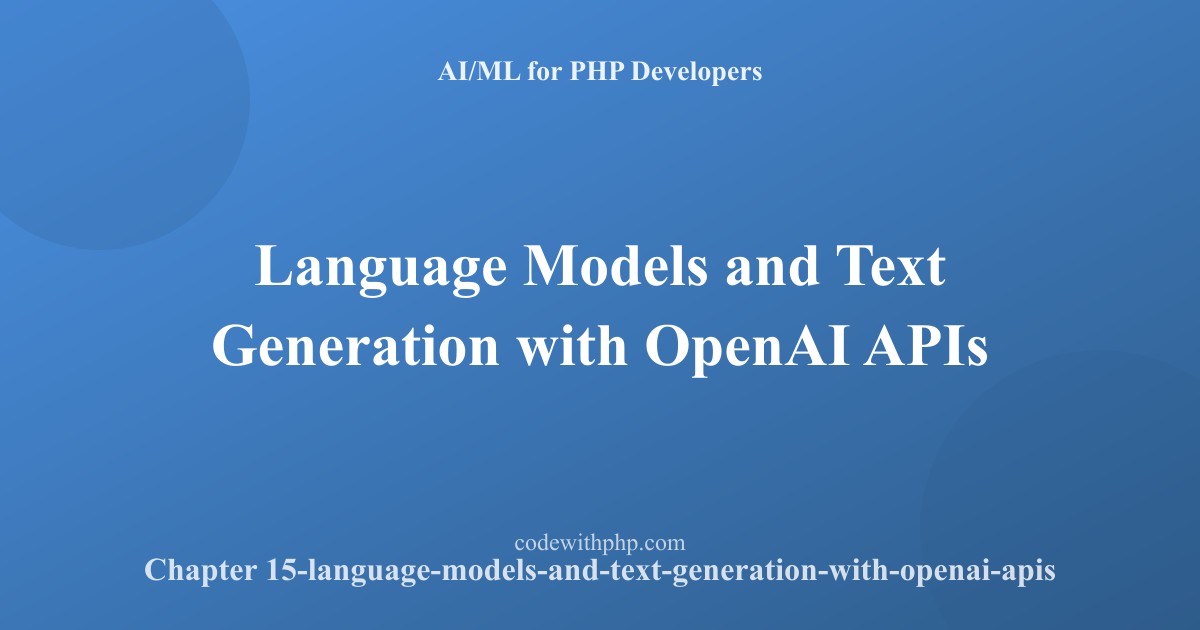 AI/ML for PHP Developers
Language Models and Text
Generation with OpenAI APIs
codewithphp.com
Chapter 15-language-models-and-text-generation-with-openai-apis